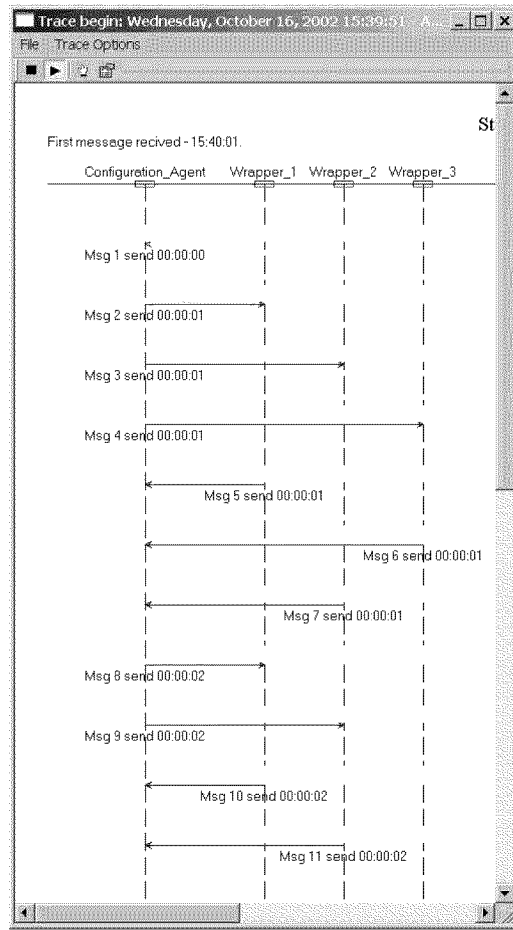 Trace begin: Wednesday, October 16, 2002 15:39:51 - A...
File Trace Options
St
First message recived - 15:40:01.
Configuration_Agent Wrapper_1 Wrapper_2 Wrapper_3
Msg 1 send 00:00:00
Msg 2 send 00:00:01
Msg 3 send 00:00:01
Msg 4 send 00:00:01
Msg 5 send 00:00:01
Msg 6 send 00:00:01
Msg 7 send 00:00:01
Msg 8 send 00:00:02
Msg 9 send 00:00:02
Msg 10 send 00:00:02
Msg 11 send 00:00:02